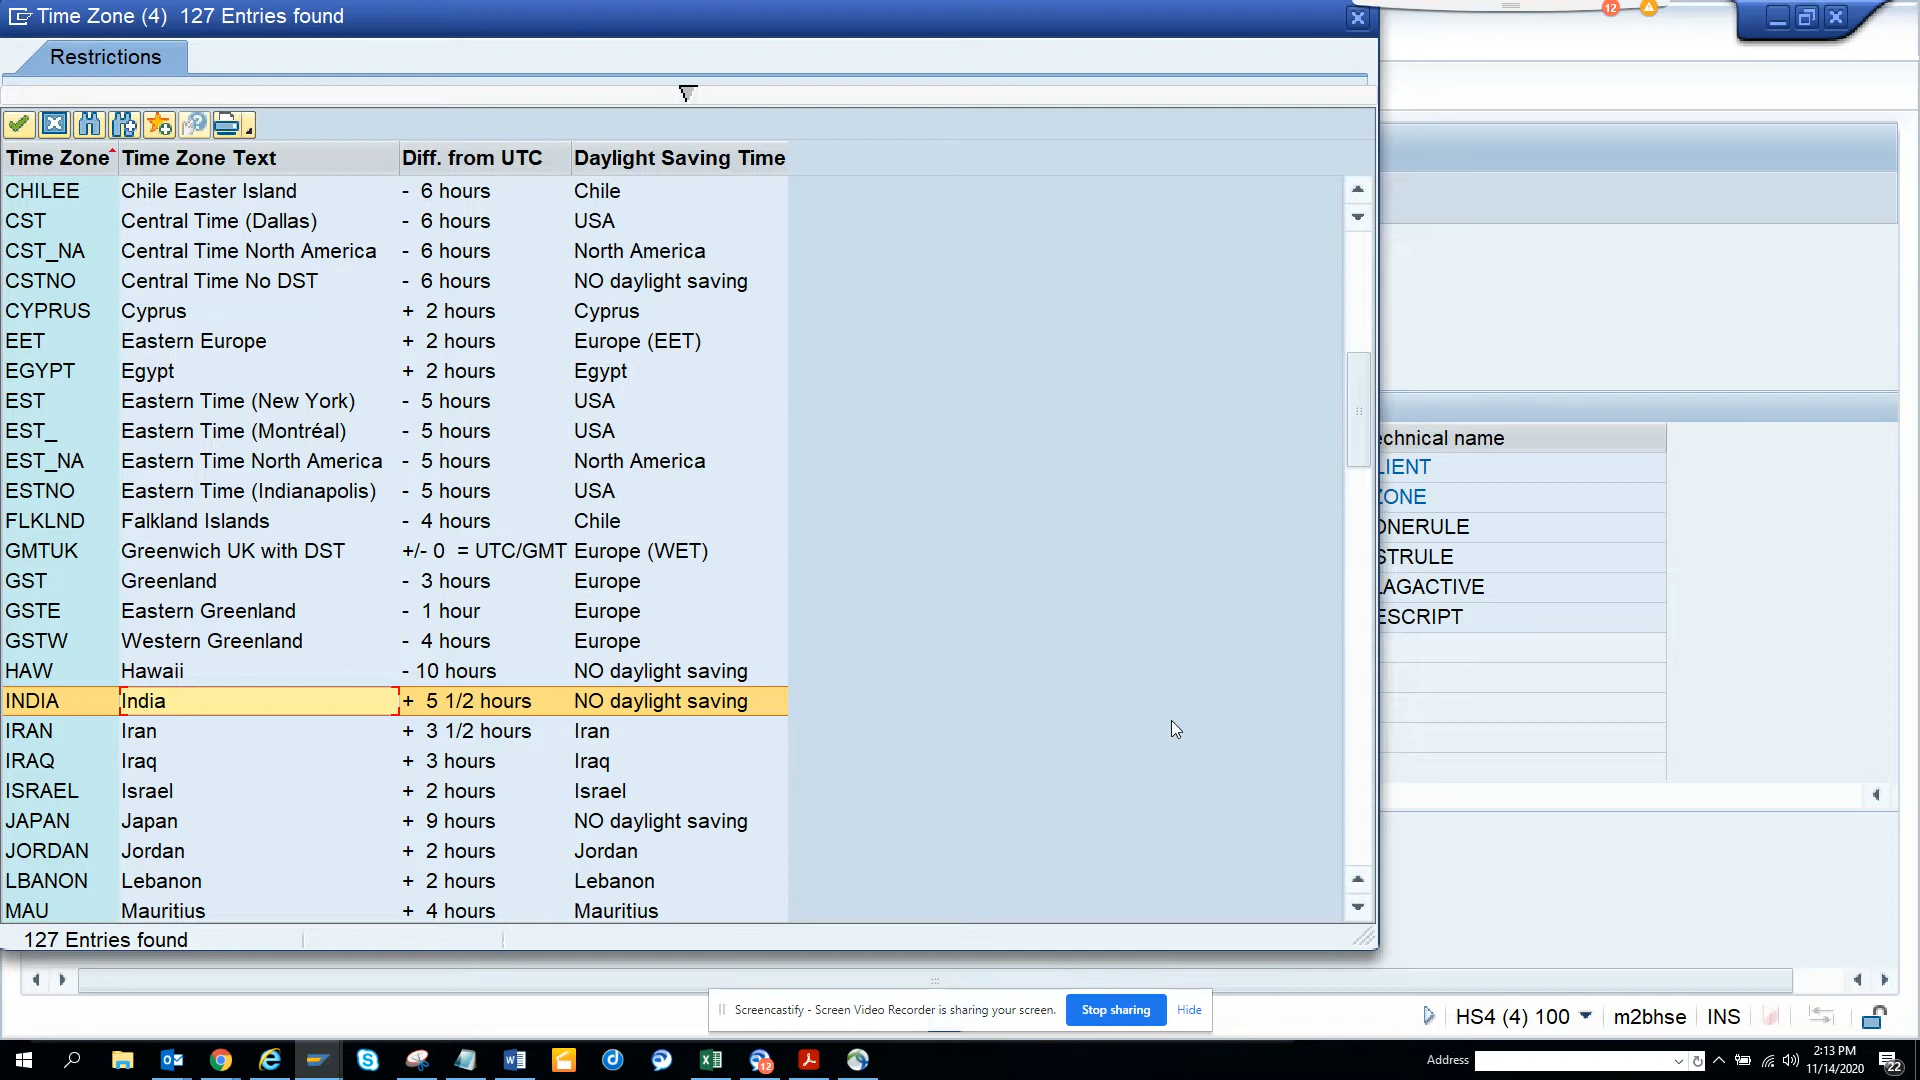 Time Zone (4)   127 Entries found
12
Restrictions
Time Zone Time Zone Text Diff. from UTC Daylight Saving Time
CHILEE Chile Easter Island -  6 hours Chile
CST Central Time (Dallas) -  6 hours USA
CST_NA Central Time North America -  6 hours North America
CSTNO Central Time No DST -  6 hours NO daylight saving
CYPRUS Cyprus +  2 hours Cyprus
EET Eastern Europe +  2 hours Europe (EET)
EGYPT Egypt +  2 hours Egypt
EST Eastern Time (New York) -  5 hours USA
EST_ Eastern Time (Montréal) -  5 hours USA
EST_NA Eastern Time North America -  5 hours North America
ESTNO Eastern Time (Indianapolis) -  5 hours USA
FLKLND Falkland Islands -  4 hours Chile
GMTUK Greenwich UK with DST +/- 0  = UTC/GMT Europe (WET)
GST Greenland -  3 hours Europe
GSTE Eastern Greenland -  1 hour Europe
GSTW Western Greenland -  4 hours Europe
HAW Hawaii - 10 hours NO daylight saving
INDIA India +  5 1/2 hours NO daylight saving
IRAN Iran +  3 1/2 hours Iran
IRAQ Iraq +  3 hours Iraq
ISRAEL Israel +  2 hours Israel
JAPAN Japan +  9 hours NO daylight saving
JORDAN Jordan +  2 hours Jordan
LBANON Lebanon +  2 hours Lebanon
MAU Mauritius +  4 hours Mauritius
127 Entries found
echnical name
LIENT
ZONE
ONERULE
STRULE
LAGACTIVE
ESCRIPT
Screencastify - Screen Video Recorder is sharing your screen. Stop sharing Hide
HS4 (4) 100 m2bhse INS
12
Address
2:13 PM
11/14/2020
22